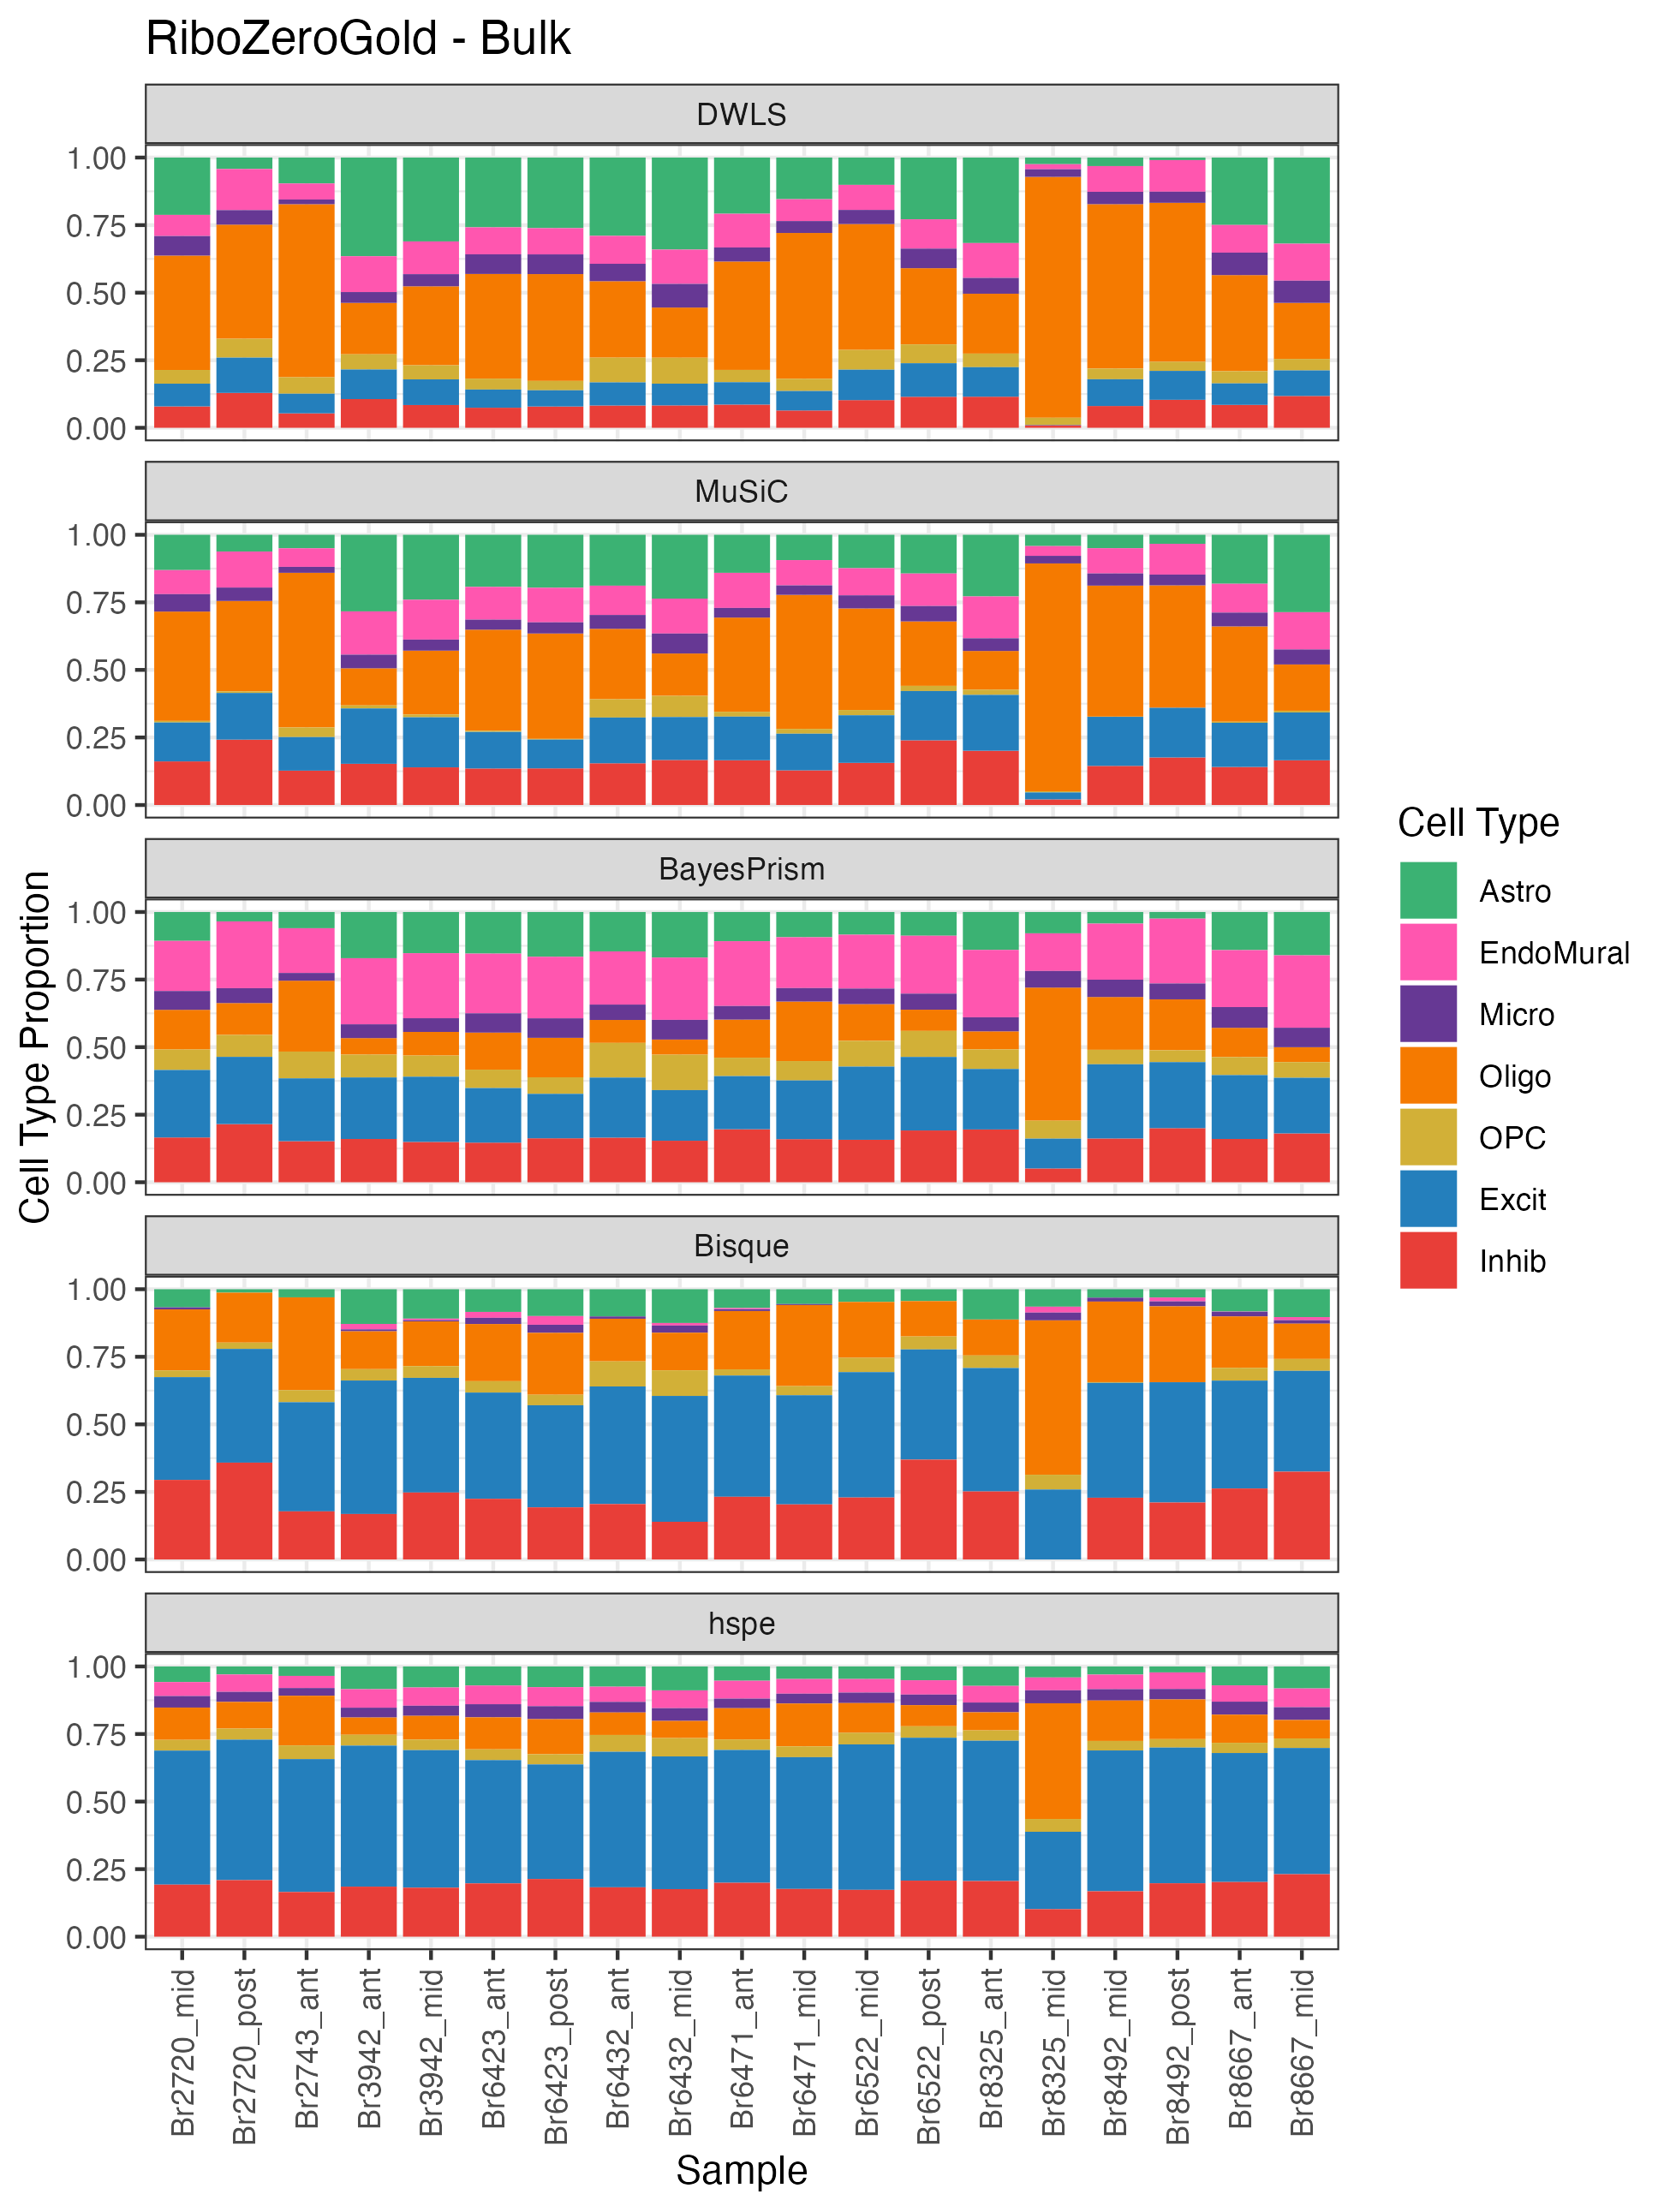 RiboZeroGold - Bulk
DWLS
1.00
0.75
0.50
0.25
0.00
MuSiC
1.00
0.75
0.50
0.25
0.00
BayesPrism
1.00
0.75
0.50
0.25
0.00
Bisque
1.00
0.75
0.50
0.25
0.00
hspe
1.00
0.75
0.50
0.25
0.00
Cell Type Proportion
Br2720_mid
Br2720_post
Br2743_ant
Br3942_ant
Br3942_mid
Br6423_ant
Br6423_post
Br6432_ant
Br6432_mid
Br6471_ant
Br6471_mid
Br6522_mid
Br6522_post
Br8325_ant
Br8325_mid
Br8492_mid
Br8492_post
Br8667_ant
Br8667_mid
Sample
Cell Type
Astro
EndoMural
Micro
Oligo
OPC
Excit
Inhib